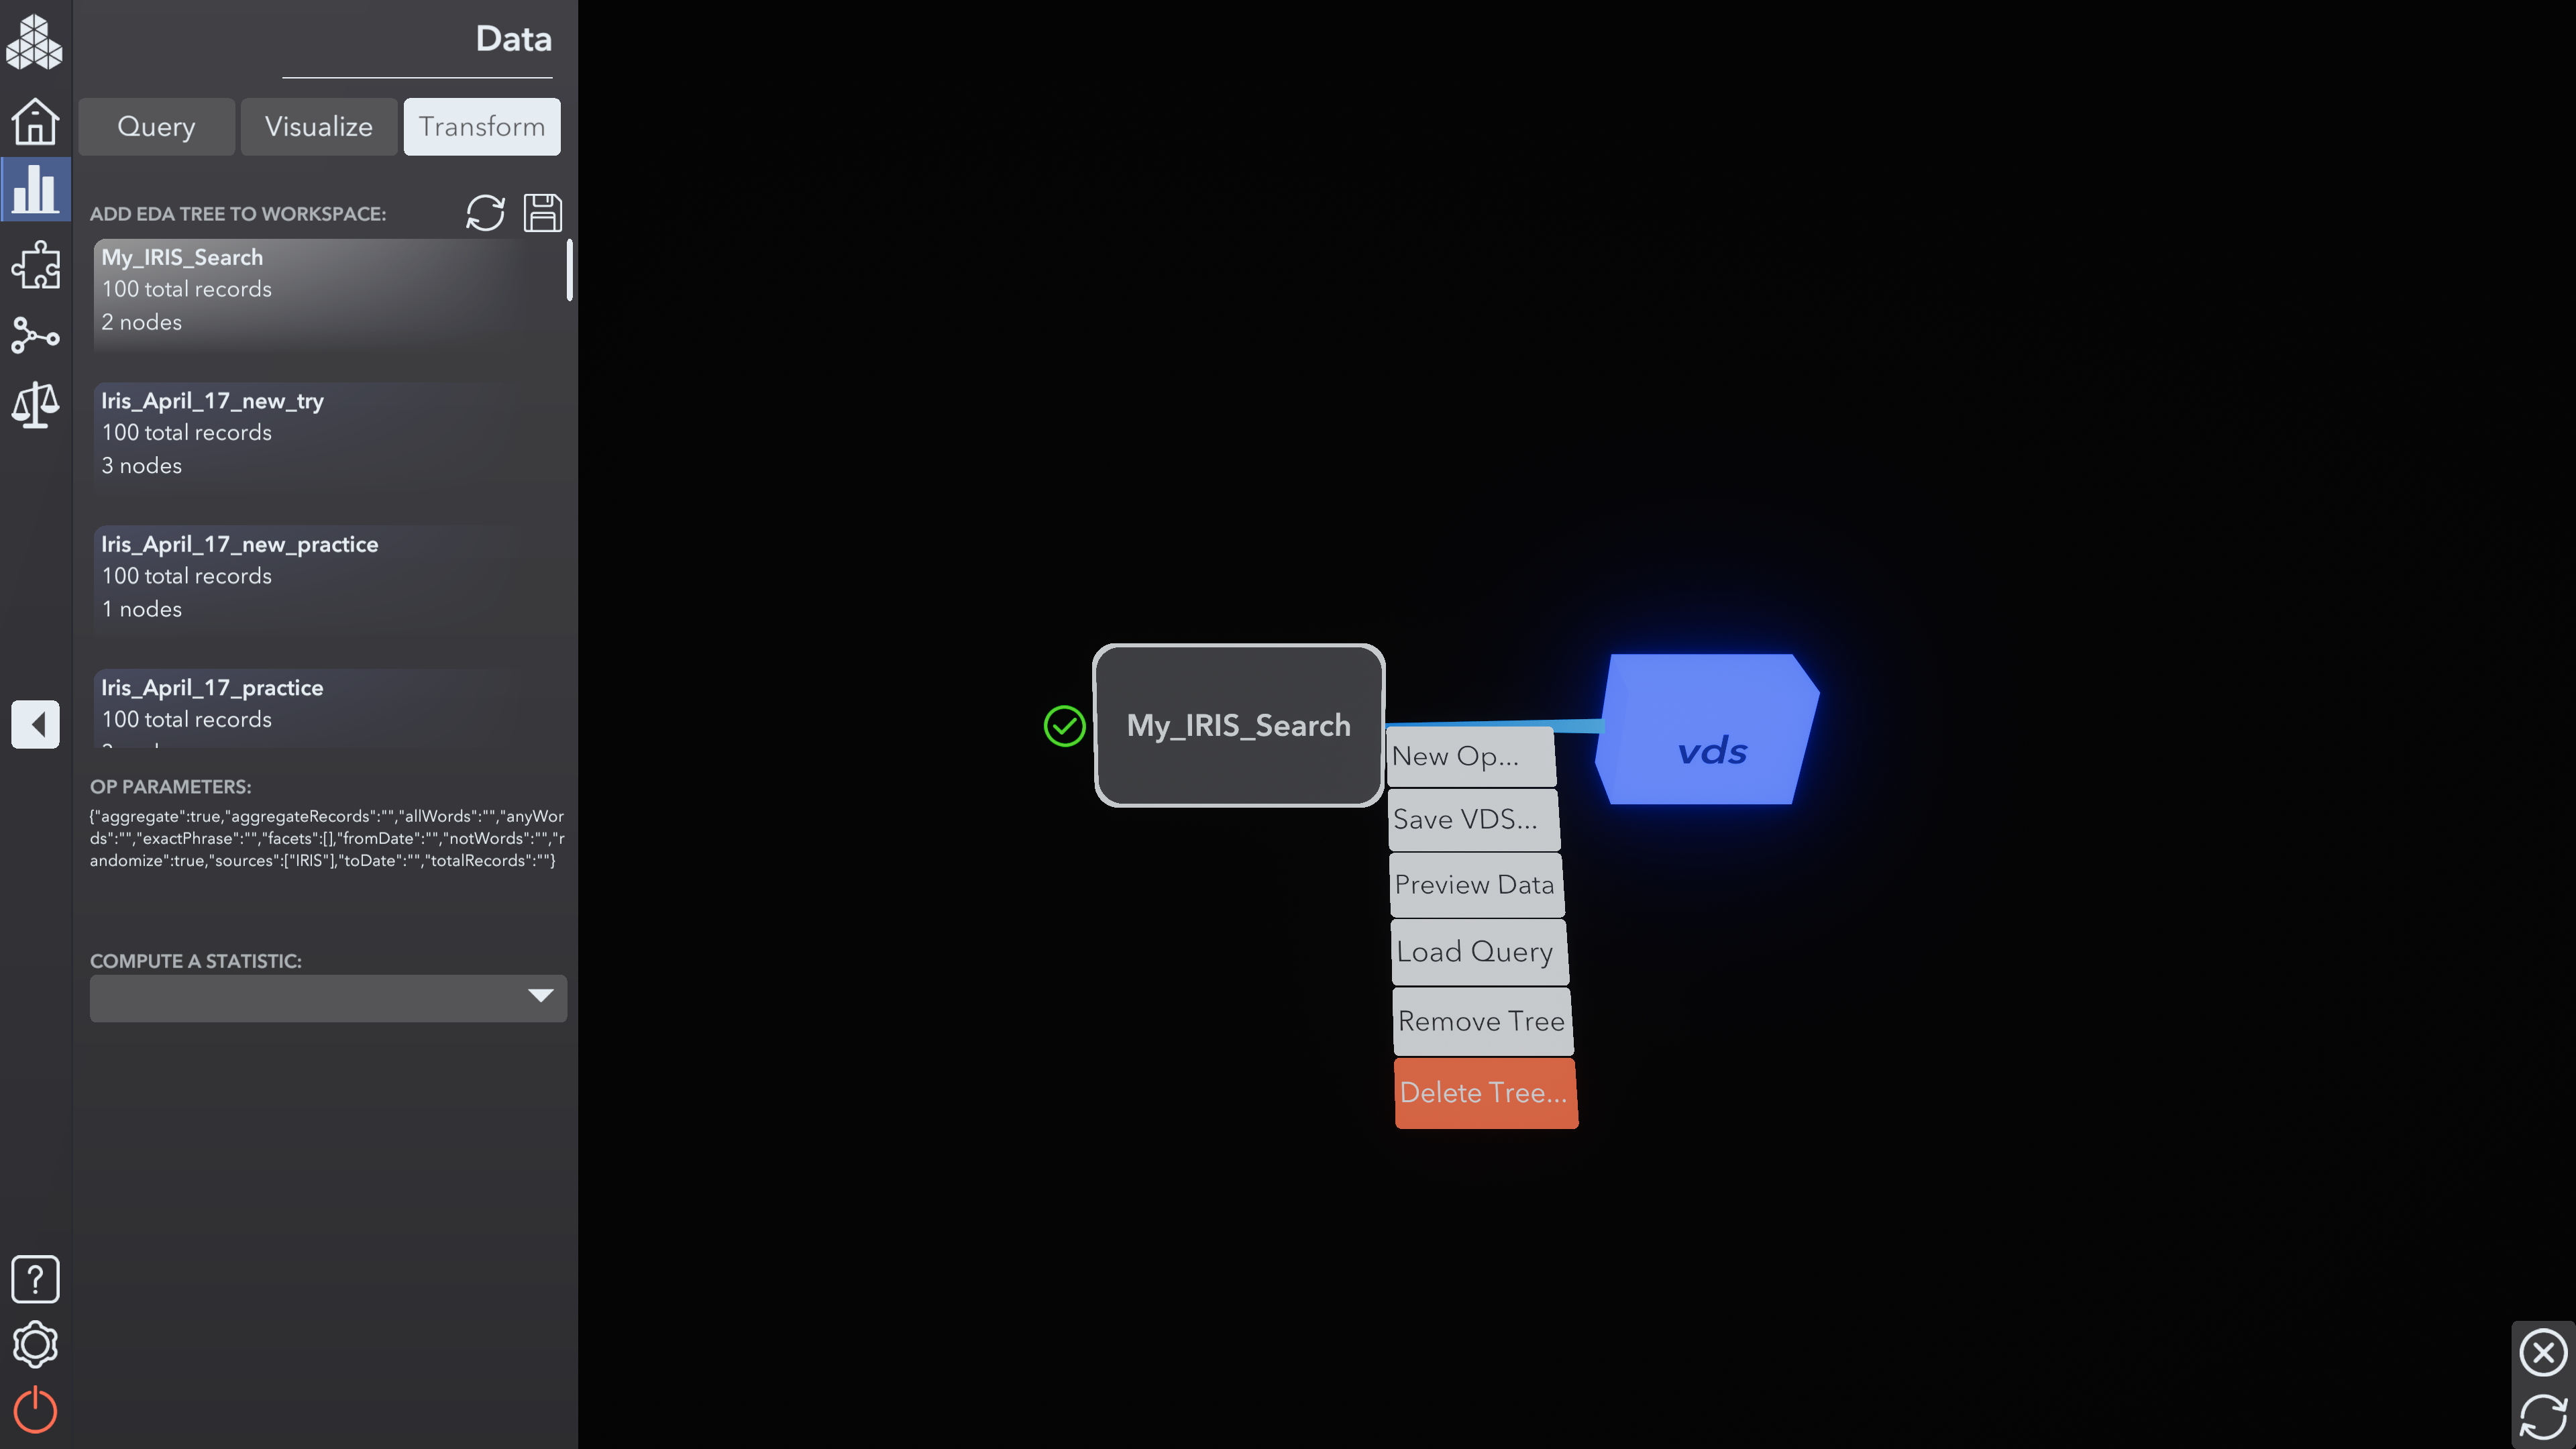 Data
Query
Visualize
Transform
ADD EDA TREE TO WORKSPACE:
My_IRIS_Search
100 total records
2 nodes
Iris_April_17_new_try
100 total records
3 nodes
Iris_April_17_new_practice
100 total records
1 nodes
Iris_April_17_practice
100 total records
OP PARAMETERS:
{"aggregate":true,"aggregateRecords":"","allWords":"","anyWor
ds":"","exactPhrase":"","facets":[],"fromDate":"","notWords":"","r
andomize":true,"sources":["IRIS"],"toDate":"","totalRecords":""}
COMPUTE A STATISTIC:
My_IRIS_Search
vds
New Op...
Save VDS...
Preview Data
Load Query
Remove Tree
Delete Tree...
?